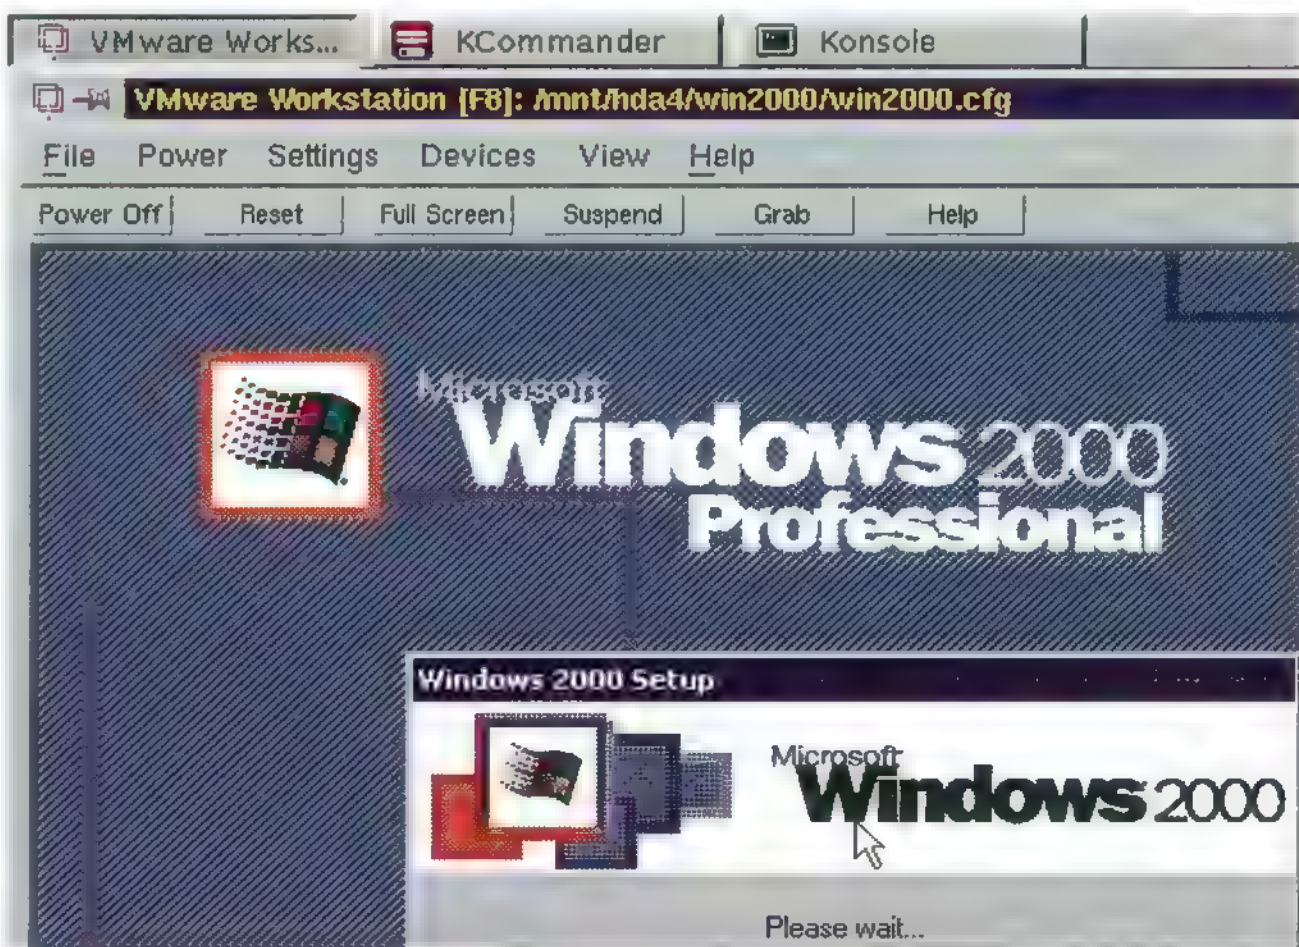 VMware Works... KCommander Konsole
VMware Workstation [F8]: /mnt/hda4/win2000/win2000.cfg
File Power Settings Devices View Help
Power Off Reset Full Screen Suspend Grab Help
Microsoft
Windows 2000
Professional
Windows 2000 Setup
Microsoft
Windows 2000
Please wait...